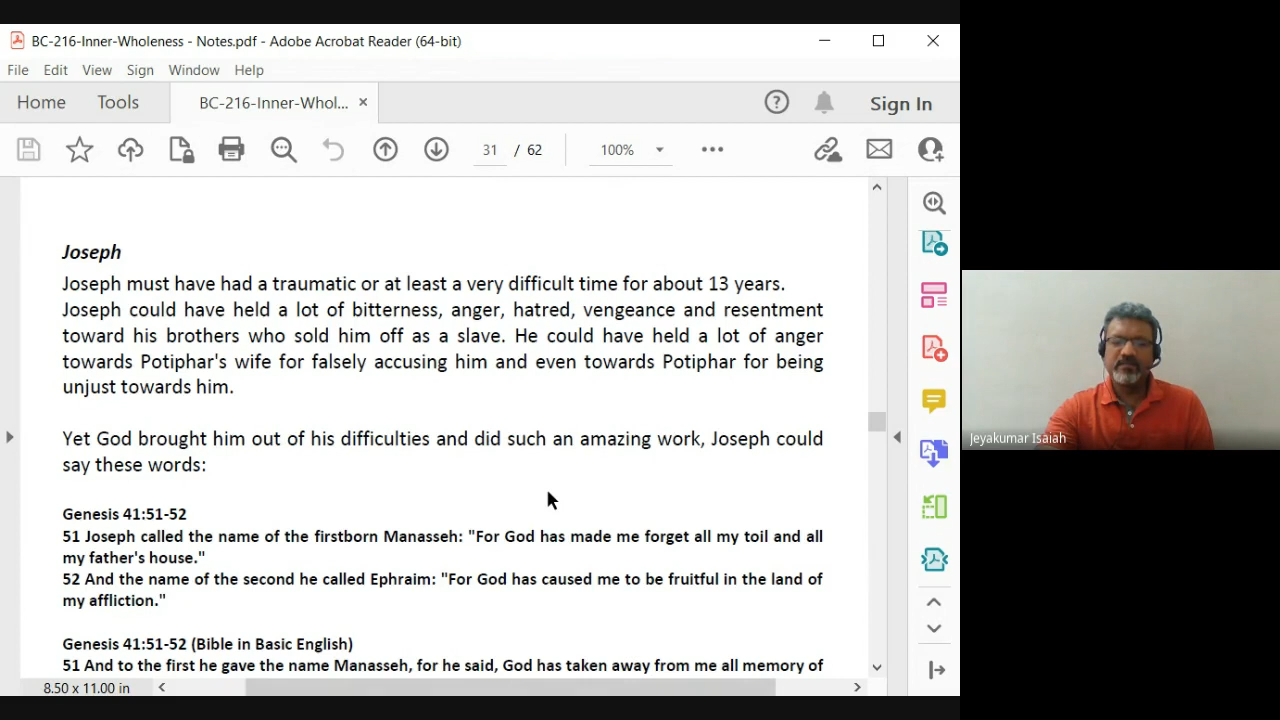 BC-216-Inner-Wholeness - Notes.pdf - Adobe Acrobat Reader (64-bit)
File Edit View Sign Window Help
Home Tools BC-216-Inner-Whol... × Sign In
31 / 62 100%
Joseph
Joseph must have had a traumatic or at least a very difficult time for about 13 years.
Joseph could have held a lot of bitterness, anger, hatred, vengeance and resentment
toward his brothers who sold him off as a slave. He could have held a lot of anger
towards Potiphar's wife for falsely accusing him and even towards Potiphar for being
unjust towards him.
Yet God brought him out of his difficulties and did such an amazing work, Joseph could
say these words:
Genesis 41:51-52
51 Joseph called the name of the firstborn Manasseh: "For God has made me forget all my toil and all
my father's house."
52 And the name of the second he called Ephraim: "For God has caused me to be fruitful in the land of
my affliction."
Genesis 41:51-52 (Bible in Basic English)
51 And to the first he gave the name Manasseh, for he said, God has taken away from me all memory of
8.50 x 11.00 in
Jeyakumar Isaiah